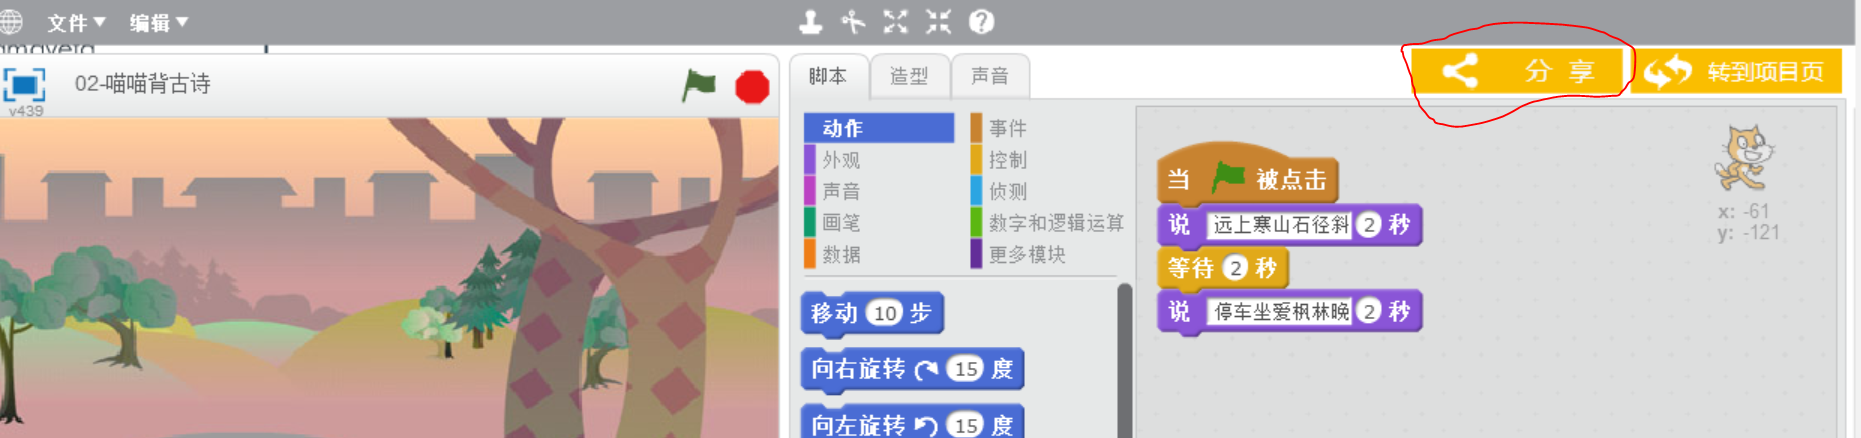 文件▼ 编辑▼
分 享 转到项目页
v439
02-喵喵背古诗
脚本 造型 声音
动作 事件
外观 控制
声音 侦测
画笔 数字和逻辑运算
数据 更多模块
移动 10 步
向右旋转 15 度
向左旋转 15 度
当 被点击
说 远上寒山石径斜 2 秒
等待 2 秒
说 停车坐爱枫林晚 2 秒
x: -61
y: -121